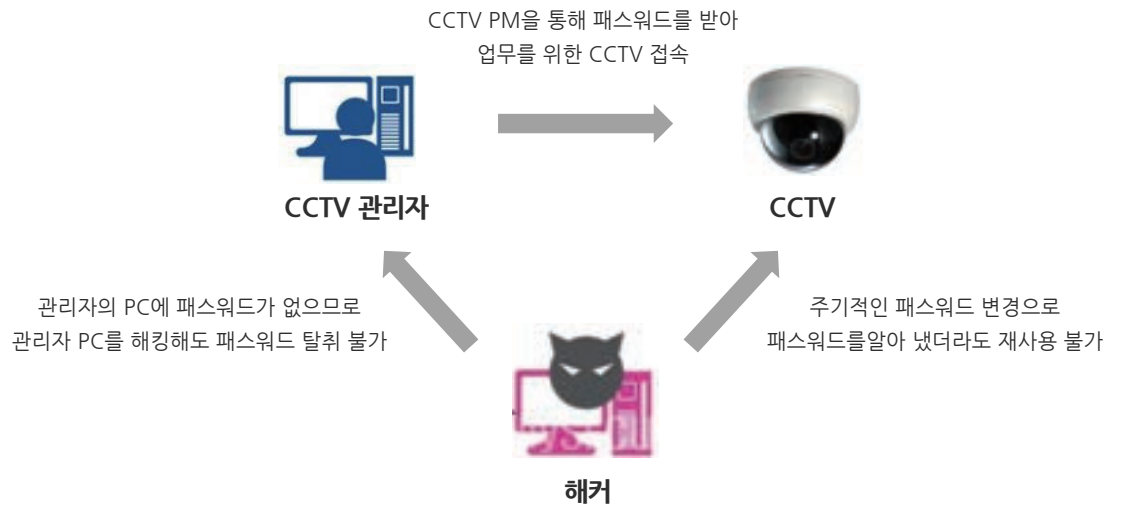 CCTV PM을 통해 패스워드를 받아
업무를 위한 CCTV 접속
CCTV 관리자
CCTV
관리자의 PC에 패스워드가 없으므로
관리자 PC를 해킹해도 패스워드 탈취 불가
주기적인 패스워드 변경으로
패스워드를알아 냈더라도 재사용 불가
해커